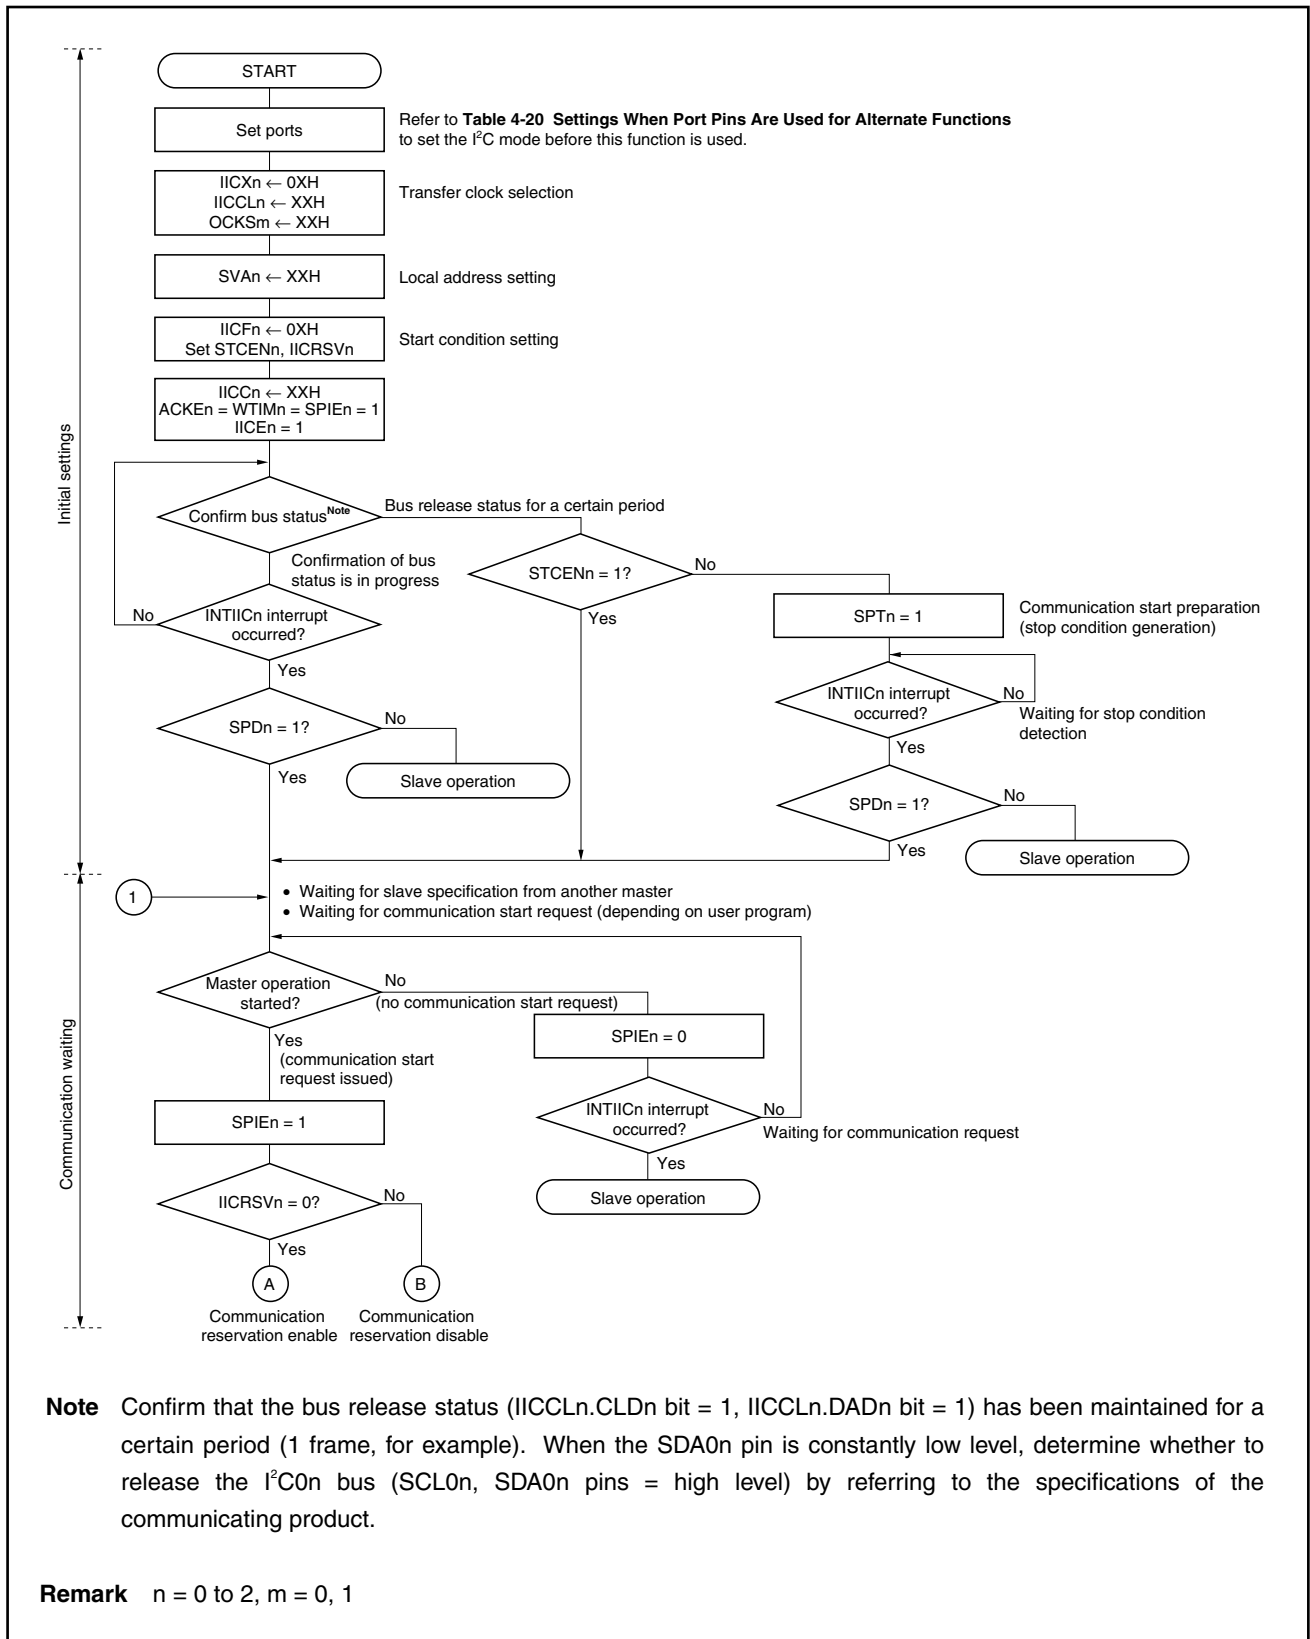 START
Set ports
Refer to Table 4-20 Settings When Port Pins Are Used for Alternate Functions
to set the I²C mode before this function is used.
IICXn ← 0XH
IICCLn ← XXH
OCKSm ← XXH
Transfer clock selection
SVAn ← XXH
Local address setting
IICFn ← 0XH
Set STCENn, IICRSVn
Start condition setting
IICCn ← XXH
ACKEn = WTIMn = SPIEn = 1
IICEn = 1
Initial settings
Confirm bus statusNote
Bus release status for a certain period
Confirmation of bus
status is in progress
STCENn = 1?
No
Yes
SPTn = 1
Communication start preparation
(stop condition generation)
No
INTIICn interrupt
occurred?
Yes
INTIICn interrupt
occurred?
No
Waiting for stop condition
detection
Yes
SPDn = 1?
No
Yes
Slave operation
SPDn = 1?
No
Yes
Slave operation
1
• Waiting for slave specification from another master
• Waiting for communication start request (depending on user program)
Communication waiting
Master operation
started?
No
(no communication start request)
Yes
(communication start
request issued)
SPIEn = 0
SPIEn = 1
INTIICn interrupt
occurred?
No
Waiting for communication request
Yes
Slave operation
IICRSVn = 0?
No
Yes
A
B
Communication
reservation enable
Communication
reservation disable
Note Confirm that the bus release status (IICCLn.CLDn bit = 1, IICCLn.DADn bit = 1) has been maintained for a
certain period (1 frame, for example). When the SDA0n pin is constantly low level, determine whether to
release the I²C0n bus (SCL0n, SDA0n pins = high level) by referring to the specifications of the
communicating product.
Remark n = 0 to 2, m = 0, 1